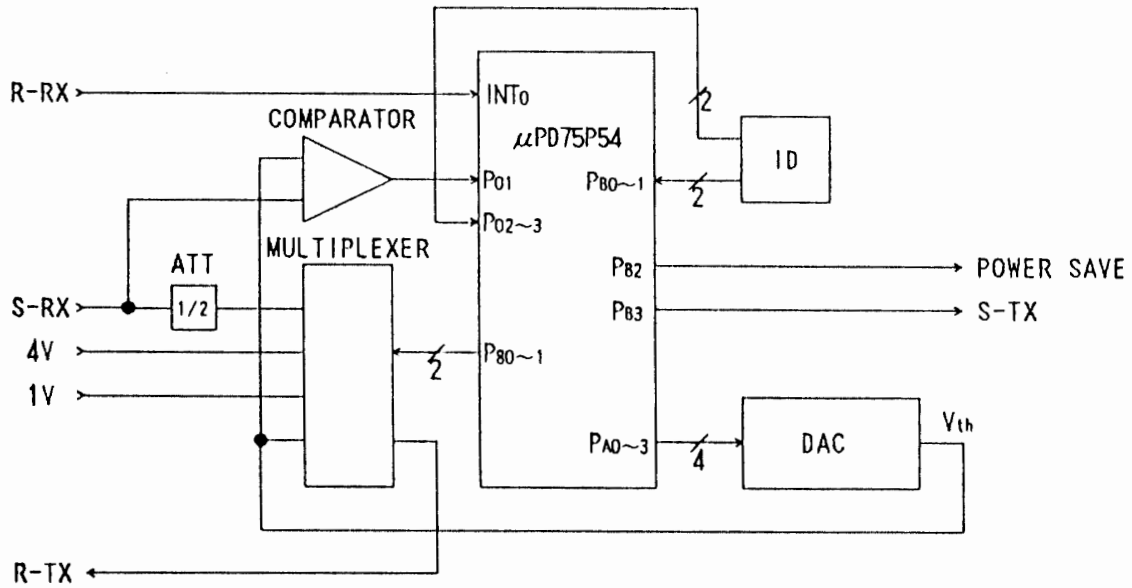 R-RX
COMPARATOR
INT0
μPD75P54
2
ID
P01
PB0~1
2
P02~3
MULTIPLEXER
ATT
PB2
POWER SAVE
S-RX
1/2
PB3
S-TX
4V
2
P80~1
1V
PA0~3
4
DAC
Vth
R-TX